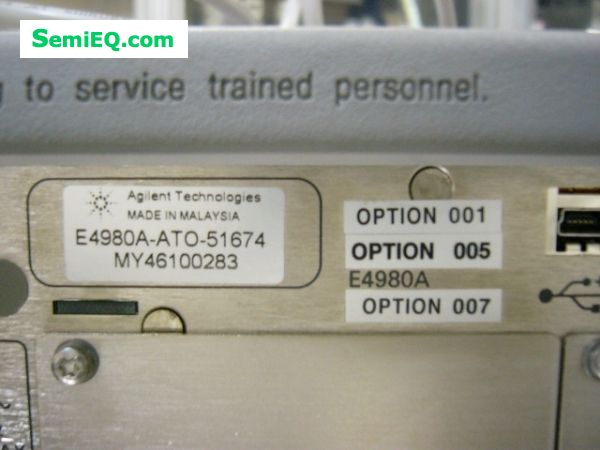 SemiEQ.com
to service trained personnel.
Agilent Technologies
MADE IN MALAYSIA
E4980A-ATO-51674
MY46100283
OPTION 001
OPTION 005
E4980A
OPTION 007